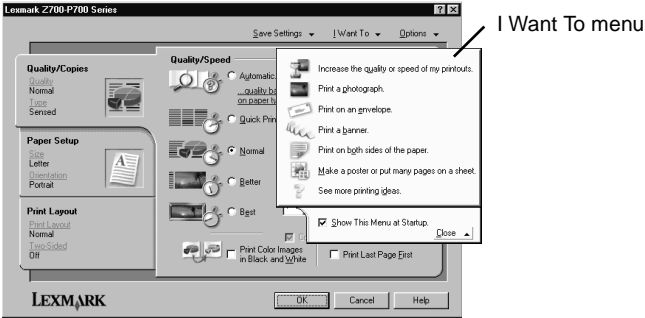 Lexmark Z700-P700 Series
I Want To menu
Save Settings
I Want To
Options
Quality/Copies
Quality
Normal
Type
Sensed
Paper Setup
Size
Letter
Orientation
Portrait
Print Layout
Print Layout
Normal
Two-Sided
Off
Quality/Speed
Automatic.
...quality ba
on paper ty
Quick Prin
Normal
Better
Best
Print Color Images
in Black and White
Increase the quality or speed of my printouts.
Print a photograph.
Print on an envelope.
Print a banner.
Print on both sides of the paper.
Make a poster or put many pages on a sheet.
See more printing ideas.
Show This Menu at Startup.
Close
Print Last Page First
LEXMARK
OK
Cancel
Help